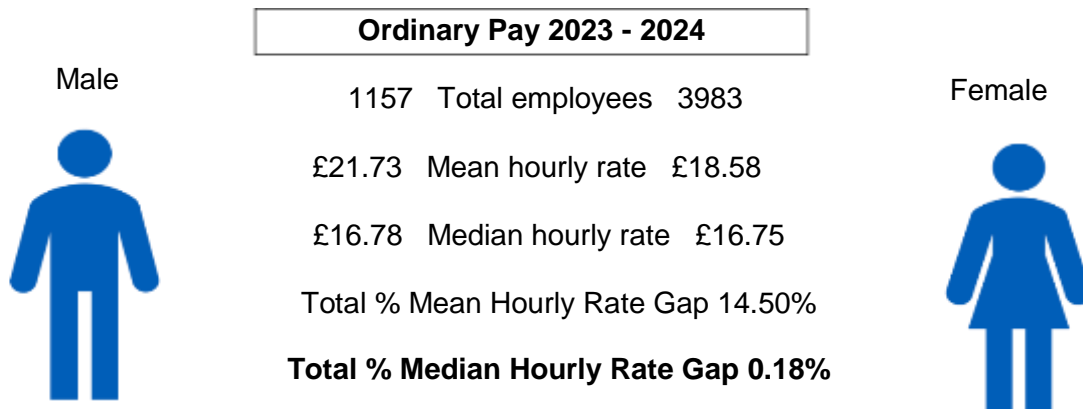 Ordinary Pay 2023 - 2024
Male
Female
1157 Total employees 3983
£21.73 Mean hourly rate £18.58
£16.78 Median hourly rate £16.75
Total % Mean Hourly Rate Gap 14.50%
Total % Median Hourly Rate Gap 0.18%